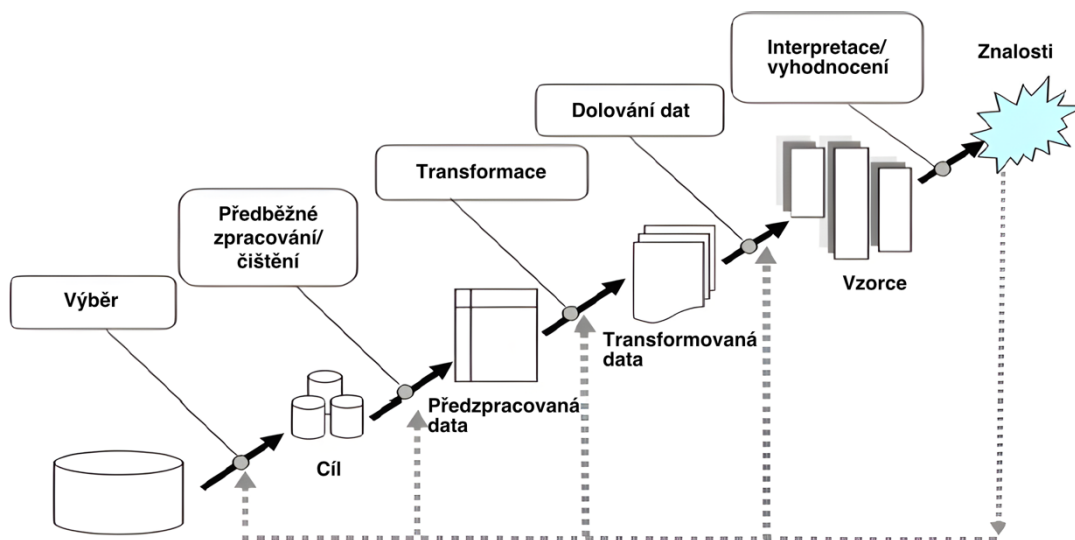 Interpretace/
vyhodnocení
Znalosti
Dolování dat
Transformace
Předběžné
zpracování/
čištění
Výběr
Vzorce
Transformovaná
data
Předzpracovaná
data
Cíl